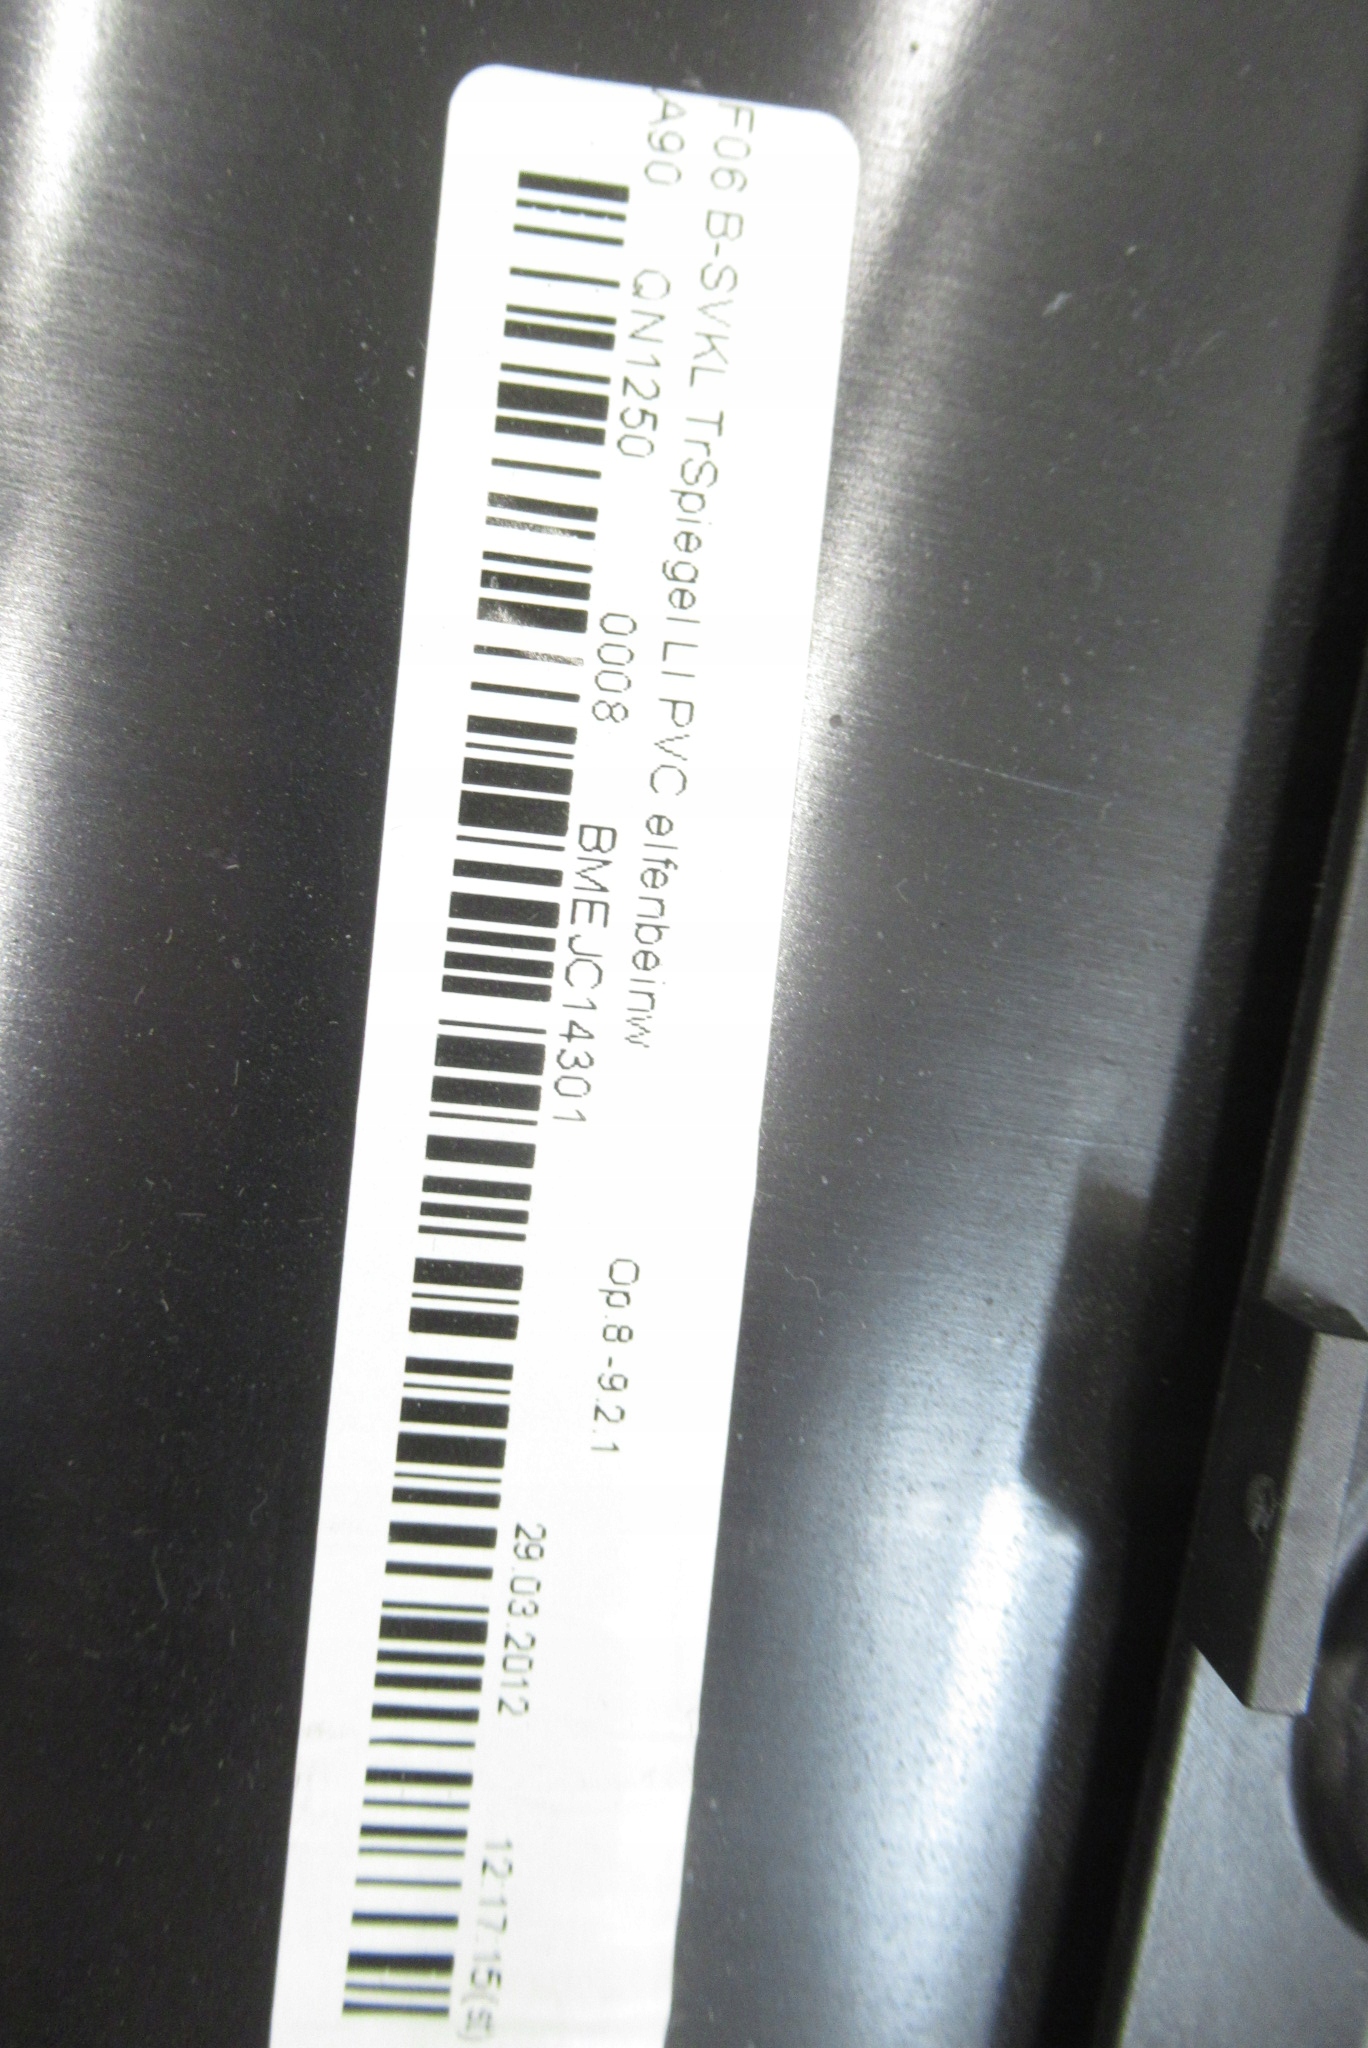 F06 B-SVKL TrSpiegel LI PVC elfenbeinw
A90 QN1250 0008 BMEJC14301 Op.8 -9.2.1
29.03.2012 12:17:15(st)